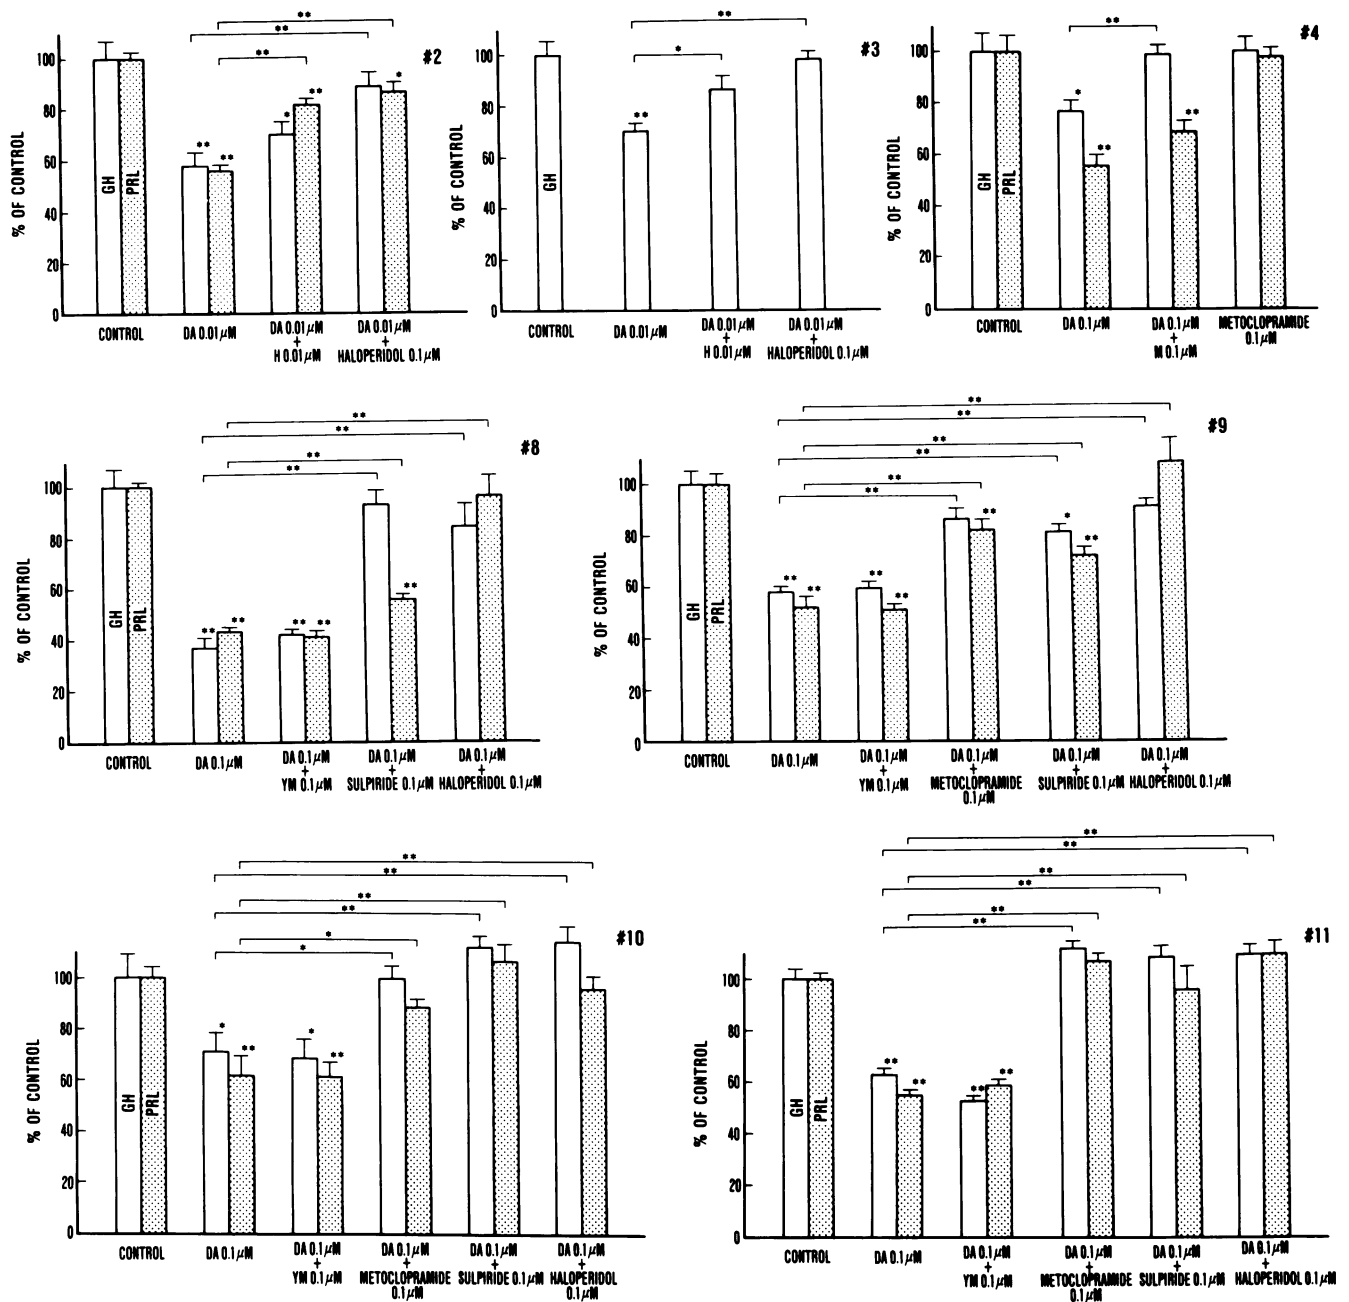 #2
% OF CONTROL
100
80
60
40
20
0
GH
PRL
**
**
**
**
**
*
**
*
CONTROL
DA 0.01μM
DA 0.01μM
+
H 0.01μM
DA 0.01μM
+
HALOPERIDOL 0.1μM
#3
% OF CONTROL
100
80
60
40
20
0
GH
**
*
**
CONTROL
DA 0.01μM
DA 0.01μM
+
H 0.01μM
DA 0.01μM
+
HALOPERIDOL 0.1μM
#4
% OF CONTROL
100
80
60
40
20
0
GH
PRL
**
*
**
**
CONTROL
DA 0.1μM
DA 0.1μM
+
M 0.1μM
METOCLOPRAMIDE
0.1μM
#8
% OF CONTROL
100
80
60
40
20
0
GH
PRL
**
**
**
**
**
**
**
**
**
CONTROL
DA 0.1μM
DA 0.1μM
+
YM 0.1μM
DA 0.1μM
+
SULPIRIDE 0.1μM
DA 0.1μM
+
HALOPERIDOL 0.1μM
#9
% OF CONTROL
100
80
60
40
20
0
GH
PRL
**
**
**
**
**
**
**
**
**
**
**
*
**
CONTROL
DA 0.1μM
DA 0.1μM
+
YM 0.1μM
DA 0.1μM
+
METOCLOPRAMIDE
0.1μM
DA 0.1μM
+
SULPIRIDE 0.1μM
DA 0.1μM
+
HALOPERIDOL 0.1μM
#10
% OF CONTROL
100
80
60
40
20
0
GH
PRL
**
**
**
**
*
*
*
**
*
**
CONTROL
DA 0.1μM
DA 0.1μM
+
YM 0.1μM
DA 0.1μM
+
METOCLOPRAMIDE
0.1μM
DA 0.1μM
+
SULPIRIDE 0.1μM
DA 0.1μM
+
HALOPERIDOL
0.1μM
#11
% OF CONTROL
100
80
60
40
20
0
GH
PRL
**
**
**
**
**
**
**
**
**
**
CONTROL
DA 0.1μM
DA 0.1μM
+
YM 0.1μM
DA 0.1μM
+
METOCLOPRAMIDE
0.1μM
DA 0.1μM
+
SULPIRIDE 0.1μM
DA 0.1μM
+
HALOPERIDOL 0.1μM